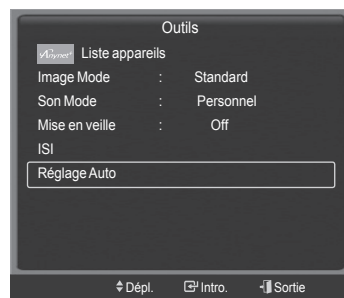 Outils
Anynet+ Liste appareils
Image Mode : Standard
Son Mode : Personnel
Mise en veille : Off
ISI
Réglage Auto
Dépl. Intro. Sortie